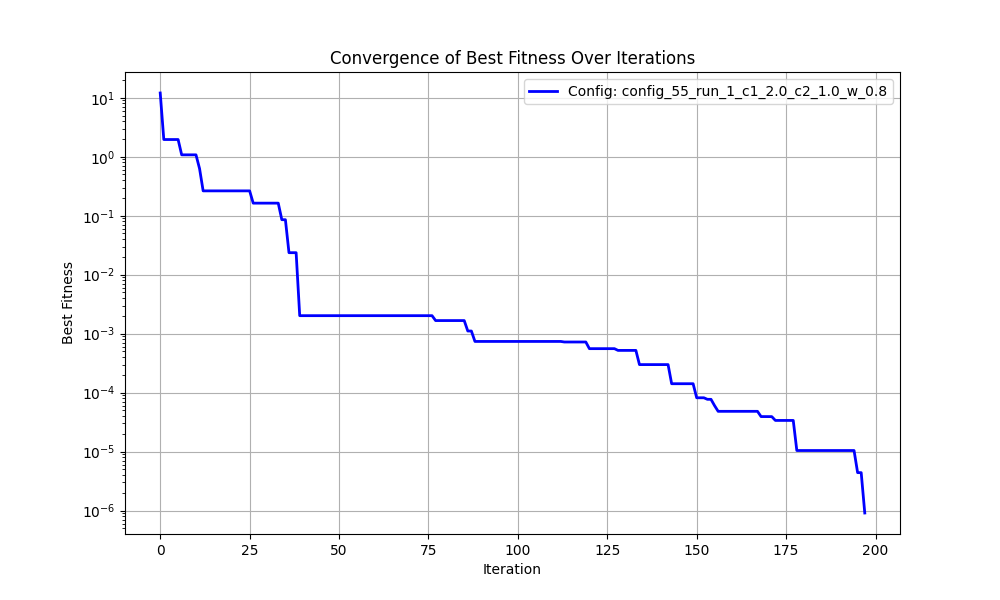 Convergence of Best Fitness Over Iterations
Config: config_55_run_1_c1_2.0_c2_1.0_w_0.8
Best Fitness
10¹
10⁰
10⁻¹
10⁻²
10⁻³
10⁻⁴
10⁻⁵
10⁻⁶
0 25 50 75 100 125 150 175 200
Iteration